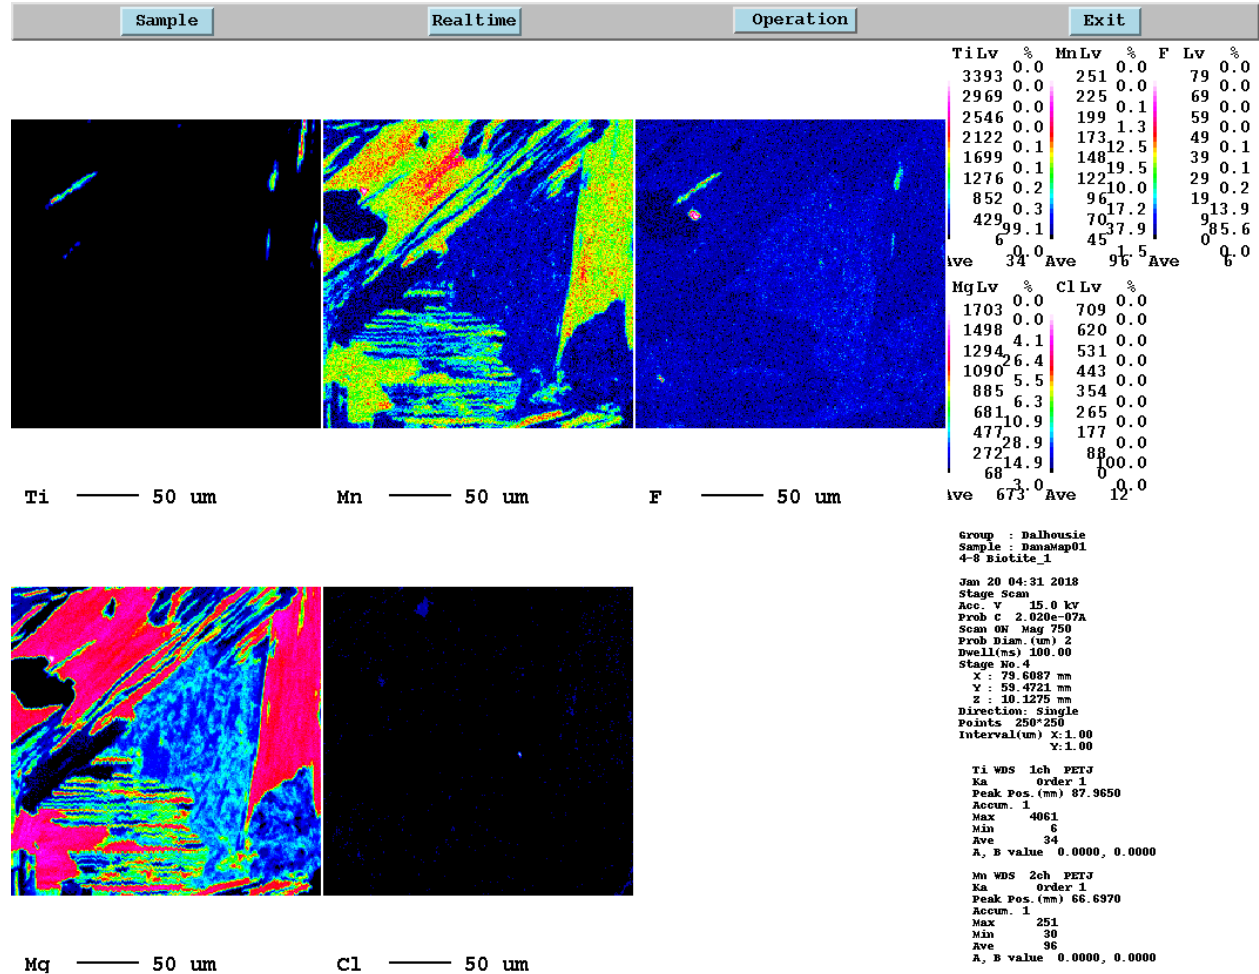 Sample Realtime Operation Exit
Ti Lv % Mn Lv % F Lv %
0.0 0.0 0.0
3393 251 79
0.0 0.0 0.0
2969 225 69
0.0 0.1 0.0
2546 199 59
0.0 1.3 0.0
2122 173 49
0.1 12.5 0.1
1699 148 39
0.1 19.5 0.1
1276 122 29
0.2 10.0 0.2
852 96 19
0.3 17.2 13.9
429 70 9
99.1 37.9 85.6
6 45 0
0.0 1.5 0.0
Ave 34 Ave 96 Ave 6
Mg Lv % Cl Lv %
0.0 0.0
1703 709
0.0 0.0
1498 620
4.1 0.0
1294 531
26.4 0.0
1090 443
5.5 0.0
885 354
6.3 0.0
681 265
10.9 0.0
477 177
28.9 0.0
272 88
14.9 100.0
68 0
3.0 0.0
Ave 673 Ave 12
Ti 50 um Mn 50 um F 50 um
Mg 50 um Cl 50 um
Group : Dalhousie
Sample : DanaMap01
4-8 Biotite_1
Jan 20 04:31 2018
Stage Scan
Acc. V 15.0 kV
Prob C 2.020e-07A
Scan ON Mag 750
Prob Diam.(um) 2
Dwell(ms) 100.00
Stage No.4
X : 79.6087 mm
Y : 59.4721 mm
Z : 10.1275 mm
Direction: Single
Points 250*250
Interval(um) X:1.00
Y:1.00
Ti WDS 1ch PETJ
Ka Order 1
Peak Pos.(mm) 87.9650
Accum. 1
Max 4061
Min 6
Ave 34
A, B value 0.0000, 0.0000
Mn WDS 2ch PETJ
Ka Order 1
Peak Pos.(mm) 66.6970
Accum. 1
Max 251
Min 30
Ave 96
A, B value 0.0000, 0.0000